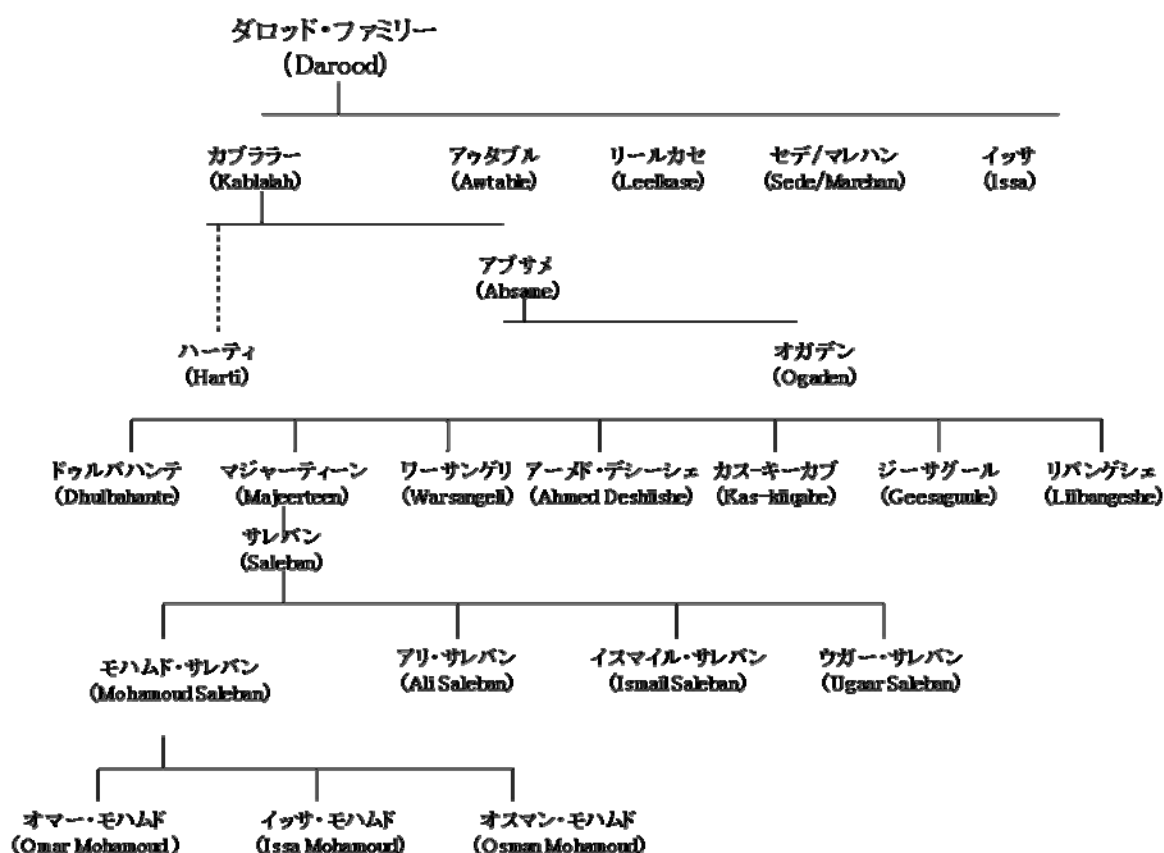 ダロッド・ファミリー
(Darood)
カブララー アゥタブル リールカセ セデ/マレハン イッサ
(Kablalah) (Awtable) (Leelkase) (Sede/Marehan) (Issa)
アブサメ
(Absame)
ハーティ オガデン
(Harti) (Ogaden)
ドゥルバハンテ マジャーティーン ワーサンゲリ アーメド・デシーシェ カス-キーカブ ジーサグール リバンゲシェ
(Dhulbahante) (Majeerteen) (Warsangeli) (Ahmed Deshiishe) (Kas-kiiqabe) (Geesaguule) (Liibangeshe)
サレバン
(Saleban)
モハムド・サレバン アリ・サレバン イスマイル・サレバン ウガー・サレバン
(Mohamoud Saleban) (Ali Saleban) (Ismail Saleban) (Ugaar Saleban)
オマー・モハムド イッサ・モハムド オスマン・モハムド
(Omar Mohamoud) (Issa Mohamoud) (Osman Mohamoud)